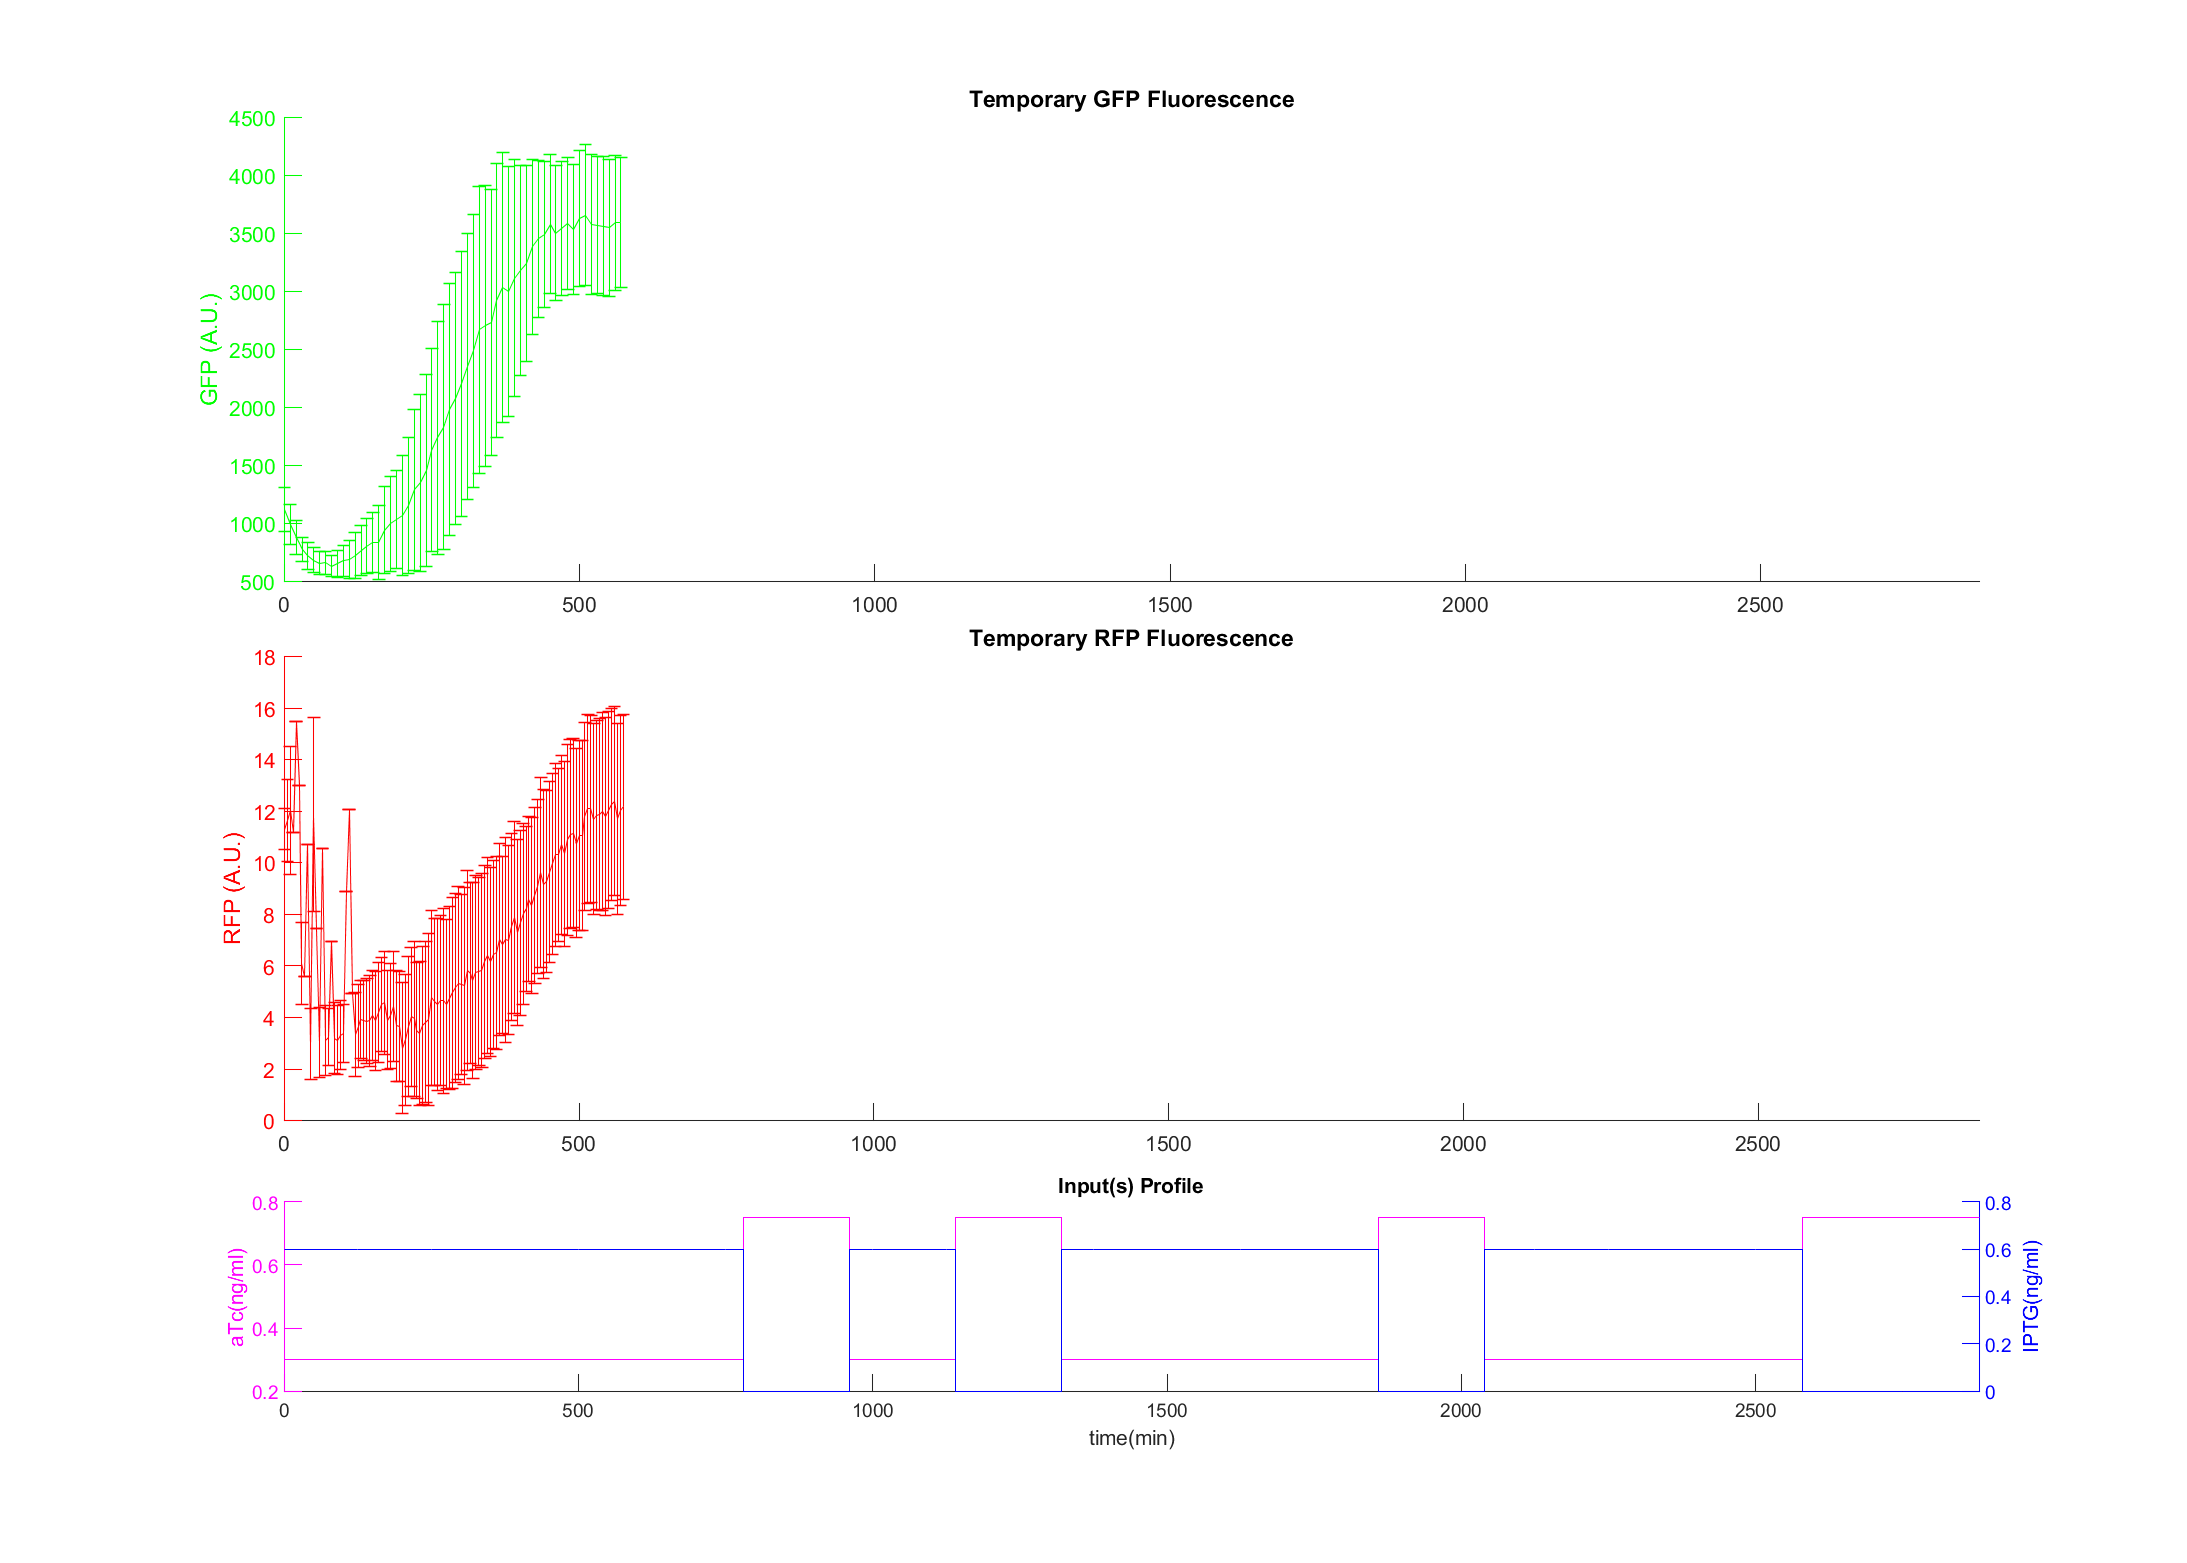 Temporary GFP Fluorescence
4500
4000
3500
3000
2500
2000
1500
1000
500
GFP (A.U.)
0 500 1000 1500 2000 2500
Temporary RFP Fluorescence
18
16
14
12
10
8
6
4
2
0
RFP (A.U.)
0 500 1000 1500 2000 2500
Input(s) Profile
0.8
0.6
0.4
0.2
aTc(ng/ml)
0.8
0.6
0.4
0.2
0
IPTG(ng/ml)
0 500 1000 1500 2000 2500
time(min)